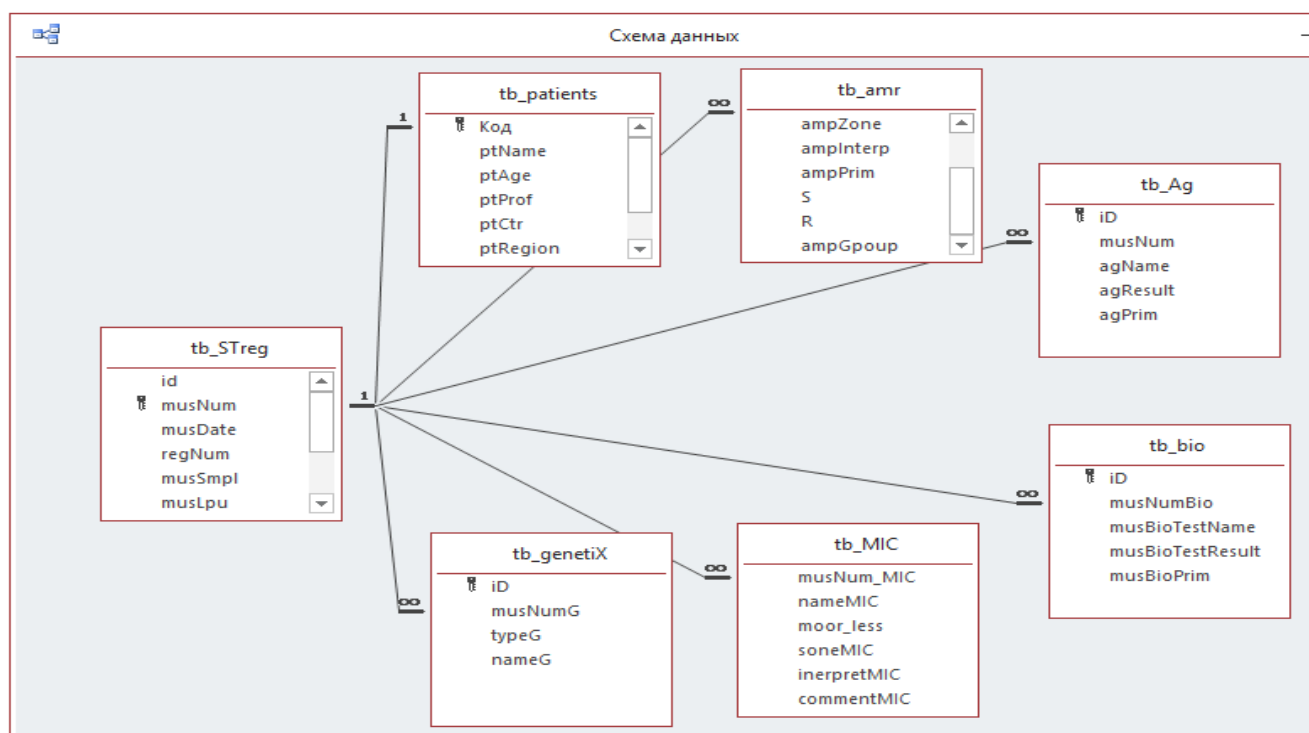 Схема данных
tb_patients
Код
ptName
ptAge
ptProf
ptCtr
ptRegion
tb_amr
ampZone
ampInterp
ampPrim
S
R
ampGpoup
tb_Ag
iD
musNum
agName
agResult
agPrim
tb_STreg
id
musNum
musDate
regNum
musSmpl
musLpu
tb_bio
iD
musNumBio
musBioTestName
musBioTestResult
musBioPrim
tb_genetiX
iD
musNumG
typeG
nameG
tb_MIC
musNum_MIC
nameMIC
moor_less
soneMIC
inerpretMIC
commentMIC
1
∞
∞
1
∞
∞
∞